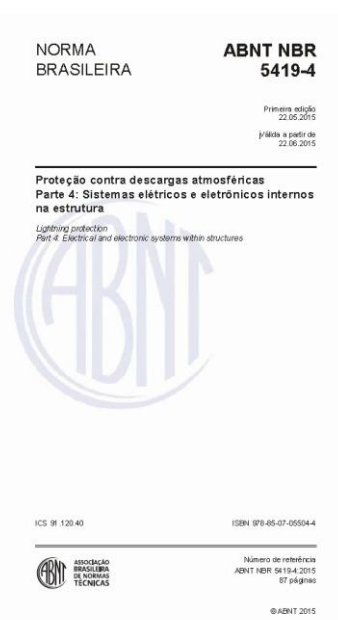 NORMA
BRASILEIRA
ABNT NBR
5419-4
Primeira edição
22.05.2015
Válida a partir de
22.06.2015
Proteção contra descargas atmosféricas
Parte 4: Sistemas elétricos e eletrônicos internos
na estrutura
Lightning protection
Part 4: Electrical and electronic systems within structures
ABNT
ICS 91.120.40
ISBN 978-85-07-05504-4
ABNT
ASSOCIAÇÃO
BRASILEIRA
DE NORMAS
TÉCNICAS
Número de referência
ABNT NBR 5419-4:2015
87 páginas
© ABNT 2015